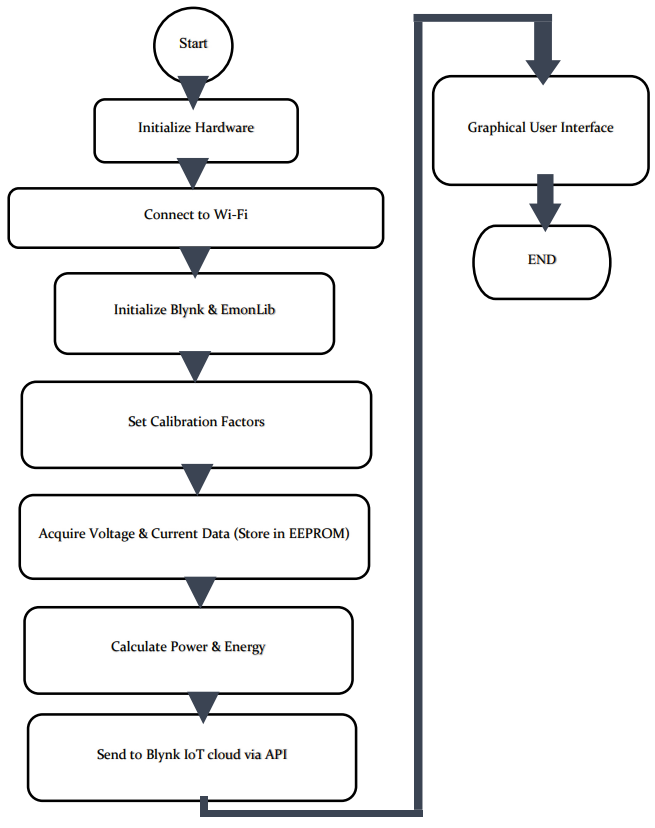 Start
Initialize Hardware
Connect to Wi-Fi
Initialize Blynk & EmonLib
Set Calibration Factors
Acquire Voltage & Current Data (Store in EEPROM)
Calculate Power & Energy
Send to Blynk IoT cloud via API
Graphical User Interface
END